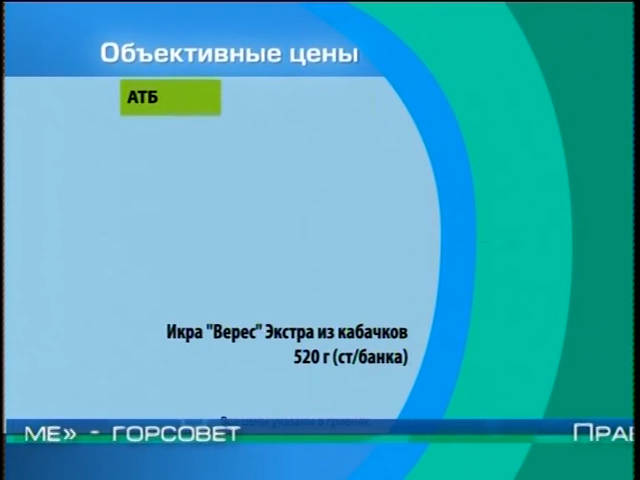 Объективные цены
АТБ
Икра "Верес" Экстра из кабачков
520 г (ст/банка)
МЕ» - ГОРСОВЕТ
ПРАВ